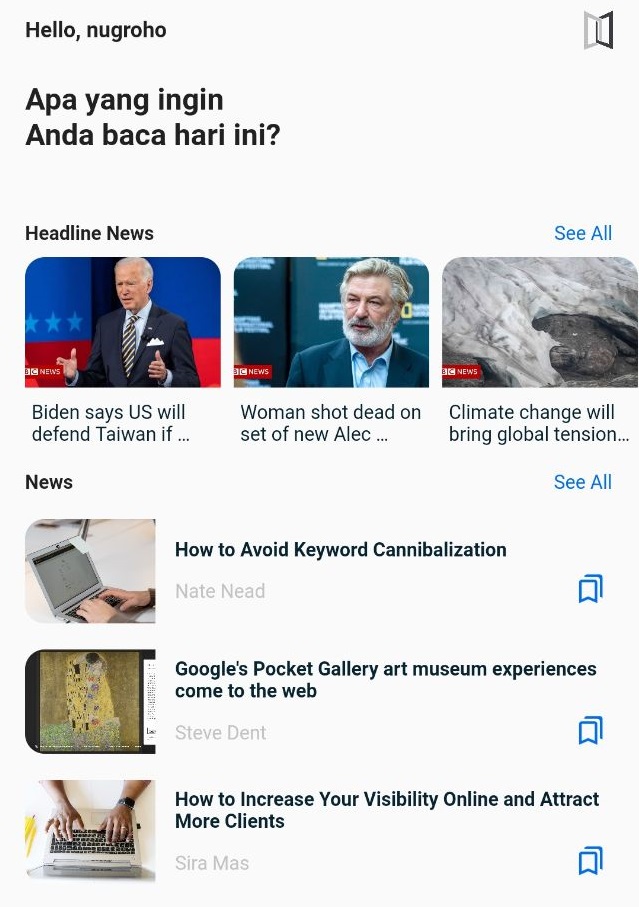 Hello, nugroho
Apa yang ingin
Anda baca hari ini?
Headline News
See All
BBC NEWS
BBC NEWS
BBC NEWS
Biden says US will
defend Taiwan if ...
Woman shot dead on
set of new Alec ...
Climate change will
bring global tension...
News
See All
How to Avoid Keyword Cannibalization
Nate Nead
Google's Pocket Gallery art museum experiences
come to the web
Steve Dent
How to Increase Your Visibility Online and Attract
More Clients
Sira Mas